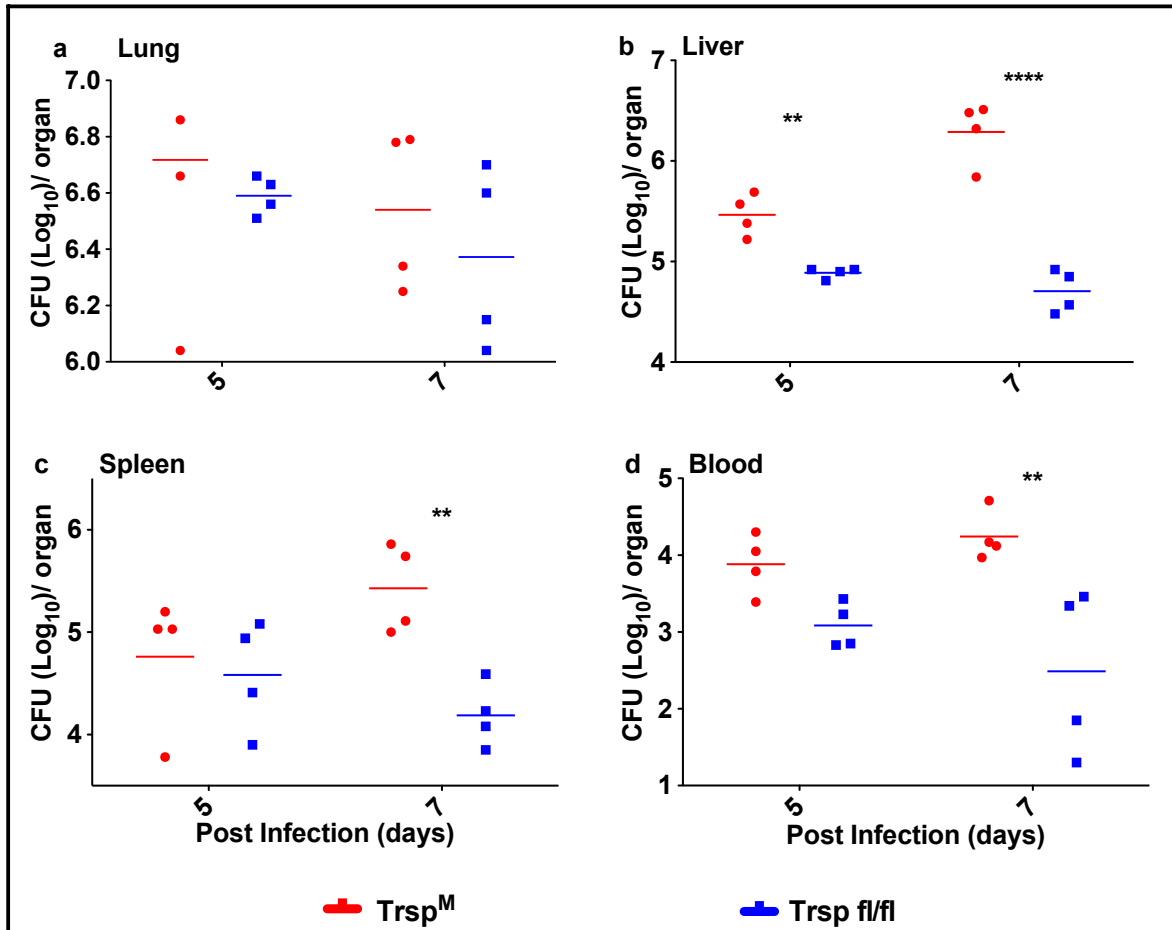 a Lung
7.0
6.8
6.6
6.4
6.2
6.0
CFU (Log10)/ organ
5
7
b Liver
7
6
5
4
CFU (Log10)/ organ
**
****
5
7
c Spleen
6
5
4
CFU (Log10)/ organ
**
5
7
Post Infection (days)
d Blood
5
4
3
2
1
CFU (Log10)/ organ
**
5
7
Post Infection (days)
TrspM
Trsp fl/fl